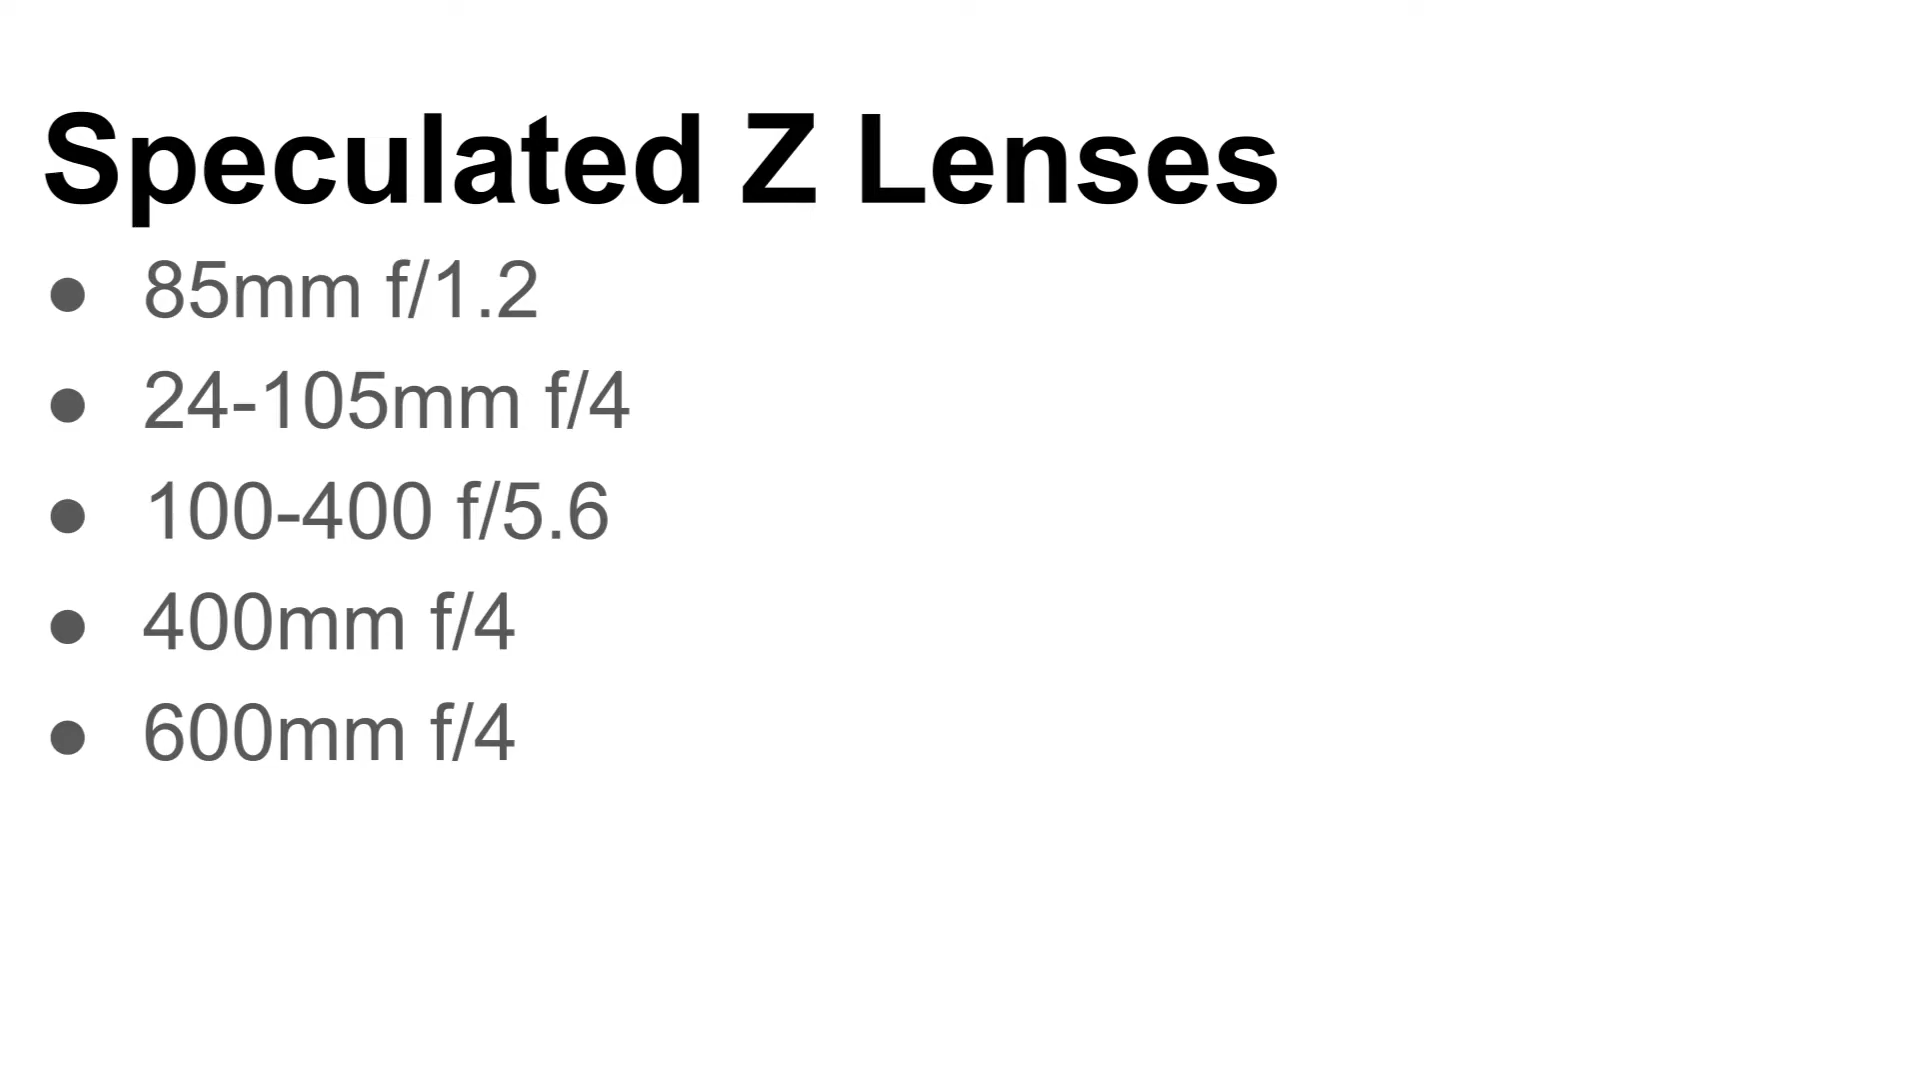 Speculated Z Lenses
● 85mm f/1.2
● 24-105mm f/4
● 100-400 f/5.6
● 400mm f/4
● 600mm f/4